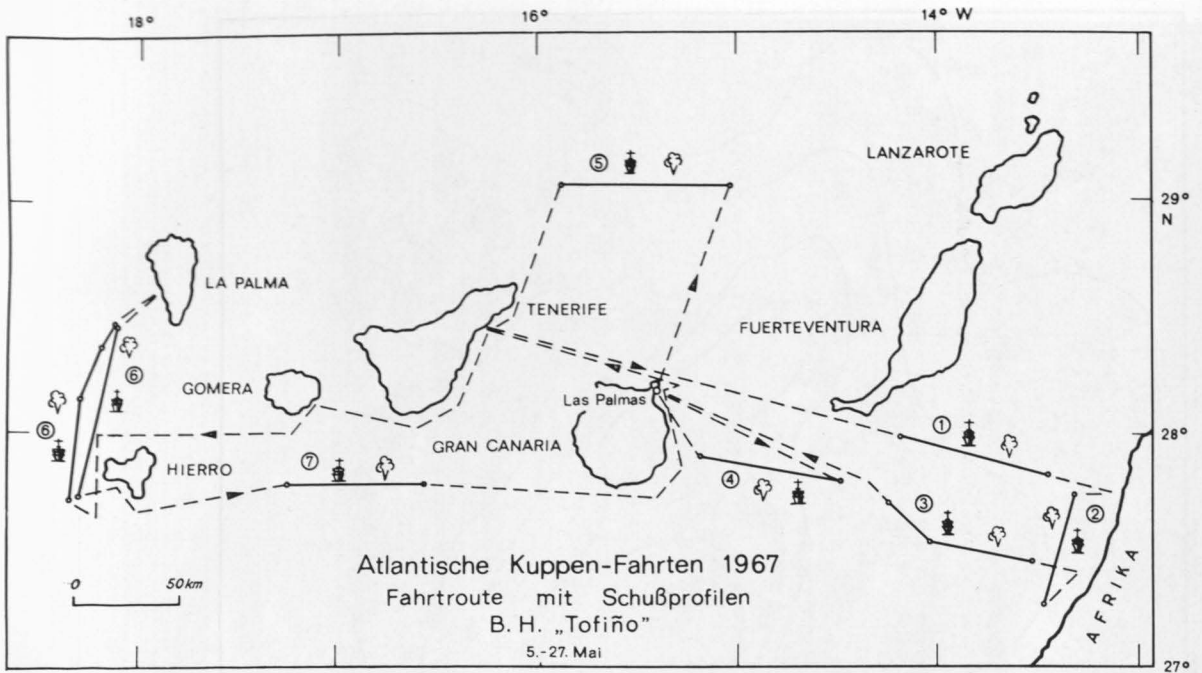 18° 16° 14° W
⑤
LANZAROTE
29°
N
LA PALMA
TENERIFE
FUERTEVENTURA
⑥
GOMERA
Las Palmas
①
⑥
28°
GRAN CANARIA
HIERRO
⑦
④
③
②
Atlantische Kuppen-Fahrten 1967
Fahrtroute mit Schußprofilen
B. H. „Tofiño"
5.-27. Mai
0 50 km
AFRIKA
27°